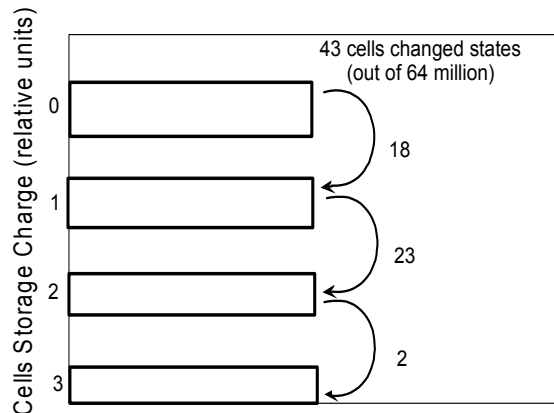 43 cells changed states
(out of 64 million)
Cells Storage Charge (relative units)
0
18
1
23
2
2
3